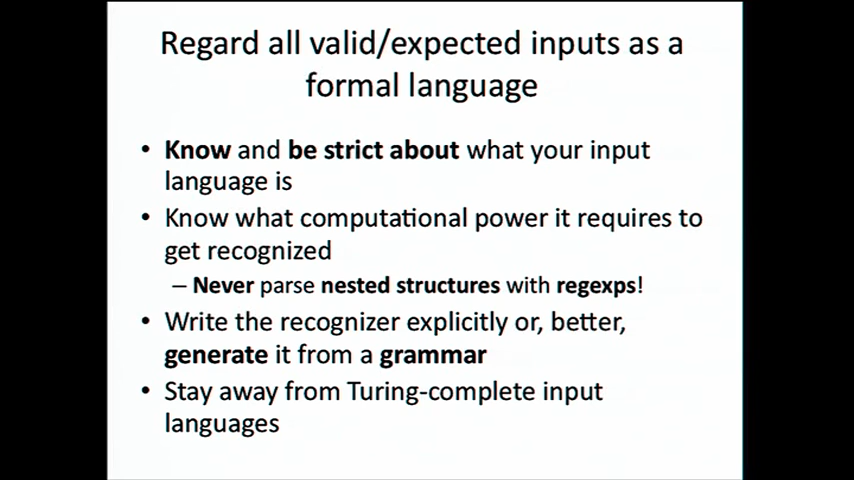 Regard all valid/expected inputs as a
formal language
• Know and be strict about what your input
language is
• Know what computational power it requires to
get recognized
– Never parse nested structures with regexps!
• Write the recognizer explicitly or, better,
generate it from a grammar
• Stay away from Turing-complete input
languages